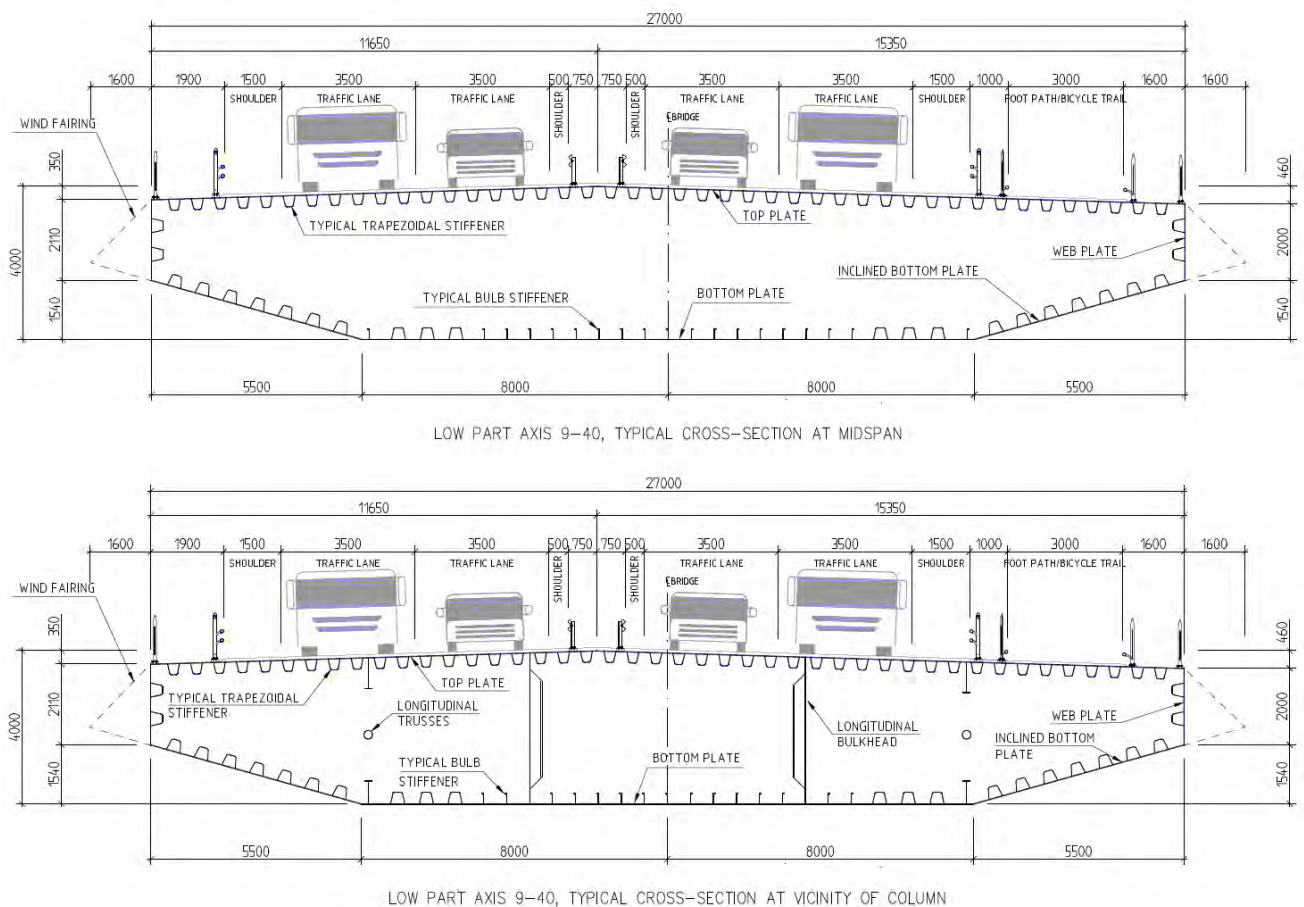 27000
11650 15350
1600 1900 1500 3500 3500 500 750 750 500 3500 3500 1500 1000 3000 1600 1600
SHOULDER TRAFFIC LANE TRAFFIC LANE SHOULDER SHOULDER TRAFFIC LANE TRAFFIC LANE SHOULDER FOOT PATH/BICYCLE TRAIL
WIND FAIRING
BRIDGE
350 460
TYPICAL TRAPEZOIDAL STIFFENER
TOP PLATE
WEB PLATE
4000 2110 2000
INCLINED BOTTOM PLATE
TYPICAL BULB STIFFENER
BOTTOM PLATE
1540 1540
5500 8000 8000 5500
LOW PART AXIS 9-40, TYPICAL CROSS-SECTION AT MIDSPAN
27000
11650 15350
1600 1900 1500 3500 3500 500 750 750 500 3500 3500 1500 1000 3000 1600 1600
SHOULDER TRAFFIC LANE TRAFFIC LANE SHOULDER SHOULDER TRAFFIC LANE TRAFFIC LANE SHOULDER FOOT PATH/BICYCLE TRAIL
WIND FAIRING
BRIDGE
350 460
TYPICAL TRAPEZOIDAL
STIFFENER
TOP PLATE
LONGITUDINAL
TRUSSES
LONGITUDINAL
BULKHEAD
WEB PLATE
4000 2110 2000
INCLINED BOTTOM
PLATE
TYPICAL BULB
STIFFENER
BOTTOM PLATE
1540 1540
5500 8000 8000 5500
LOW PART AXIS 9-40, TYPICAL CROSS-SECTION AT VICINITY OF COLUMN